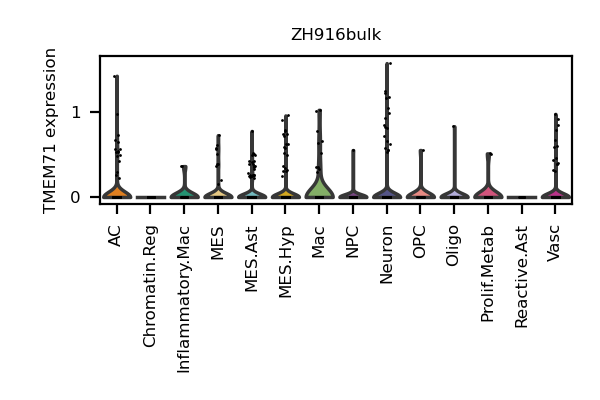 ZH916bulk
TMEM71 expression
1
0
AC
Chromatin.Reg
Inflammatory.Mac
MES
MES.Ast
MES.Hyp
Mac
NPC
Neuron
OPC
Oligo
Prolif.Metab
Reactive.Ast
Vasc